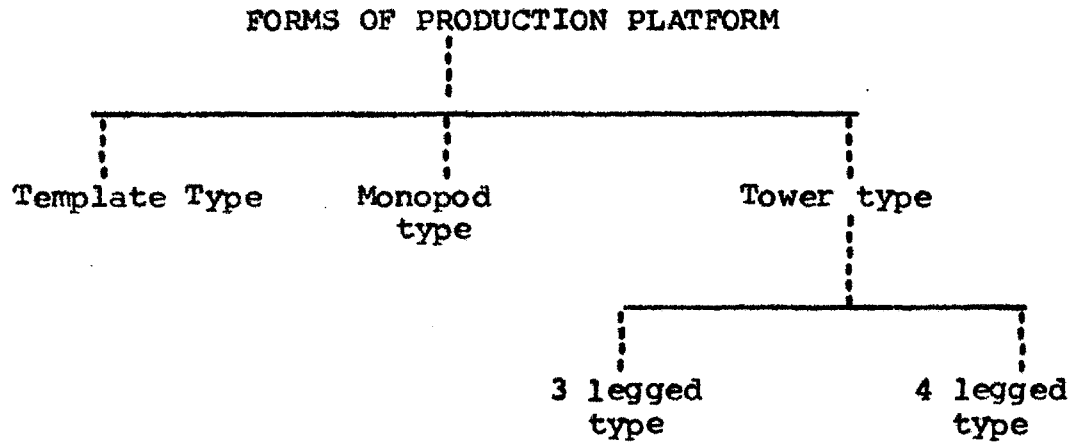 FORMS OF PRODUCTION PLATFORM
Template Type
Monopod
type
Tower type
3 legged
type
4 legged
type